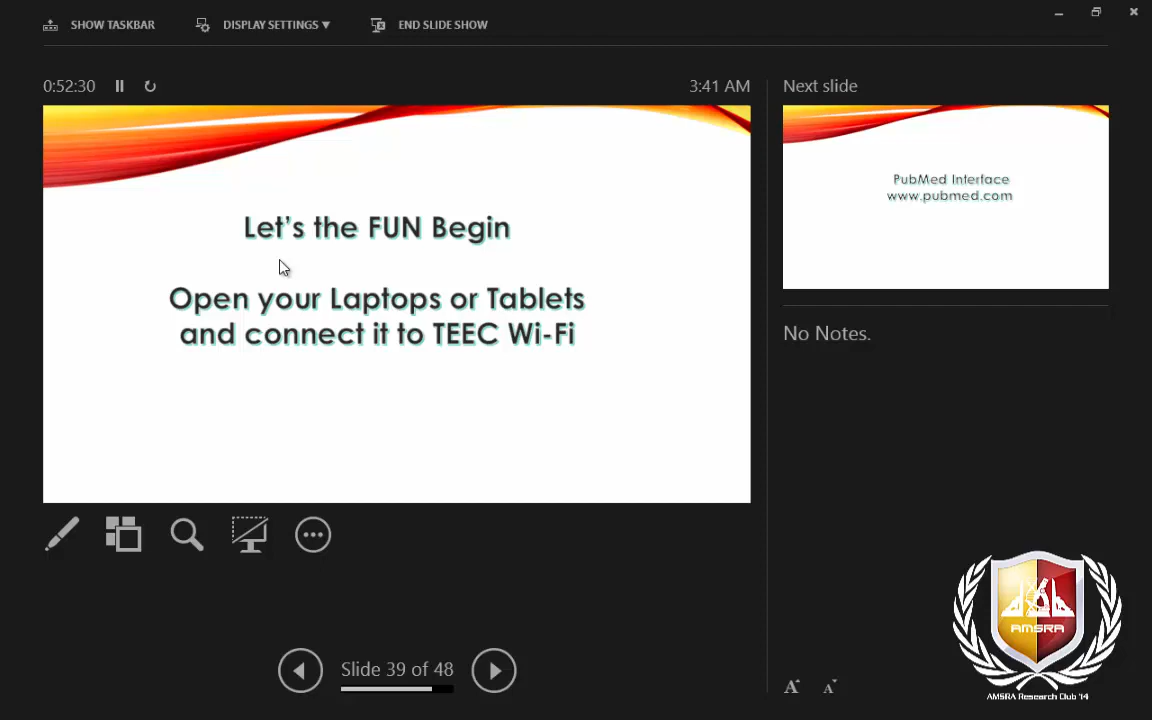 SHOW TASKBAR
DISPLAY SETTINGS ▼
END SLIDE SHOW
0:52:30
3:41 AM
Next slide
Let's the FUN Begin
Open your Laptops or Tablets
and connect it to TEEC Wi-Fi
PubMed Interface
www.pubmed.com
No Notes.
Slide 39 of 48
A A
AMSRA
AMSRA Research Club '14